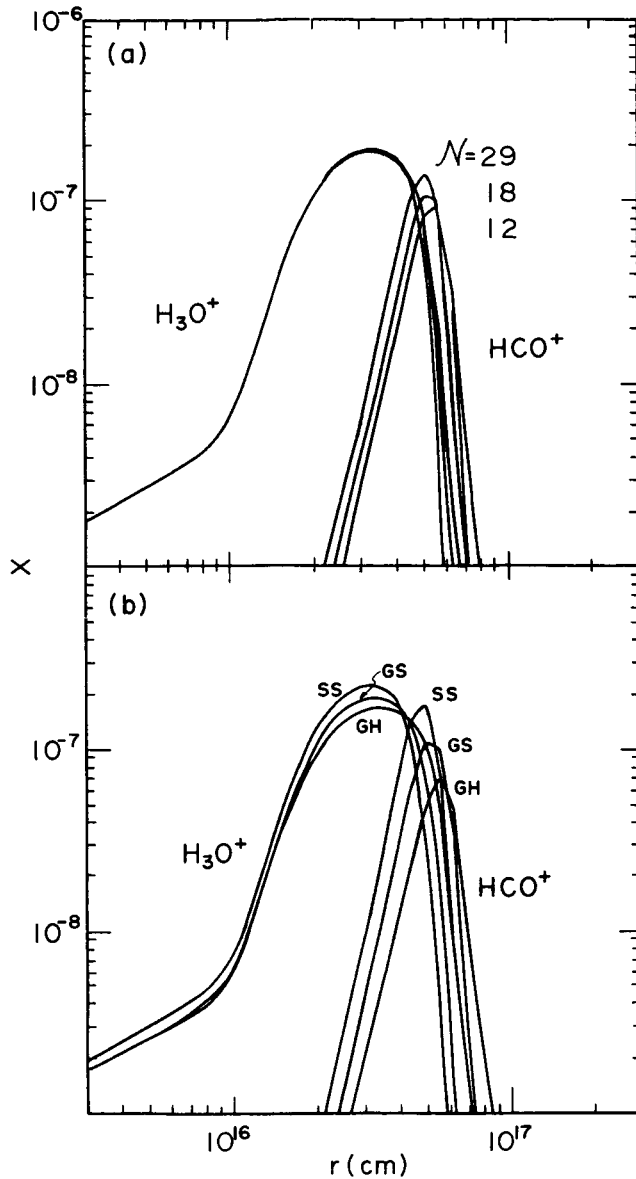 10⁻⁶
(a)
𝒩=29
18
12
10⁻⁷
H₃O⁺
HCO⁺
10⁻⁸
X
(b)
SS
GS
SS
10⁻⁷
GH
GS
GH
H₃O⁺
HCO⁺
10⁻⁸
10¹⁶
10¹⁷
r (cm)